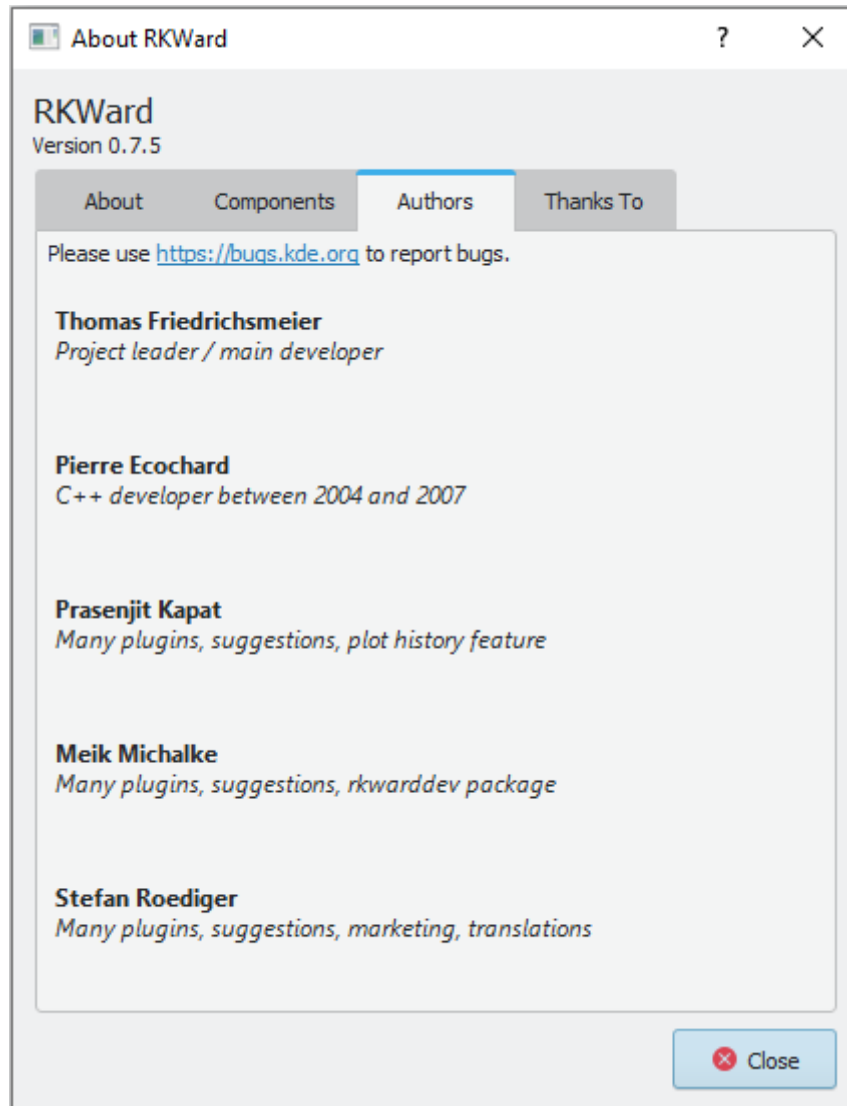 About RKWard ?
RKWard
Version 0.7.5
About Components Authors Thanks To
Please use https://bugs.kde.org to report bugs.
Thomas Friedrichsmeier
Project leader / main developer
Pierre Ecochard
C++ developer between 2004 and 2007
Prasenjit Kapat
Many plugins, suggestions, plot history feature
Meik Michalke
Many plugins, suggestions, rkwarddev package
Stefan Roediger
Many plugins, suggestions, marketing, translations
Close